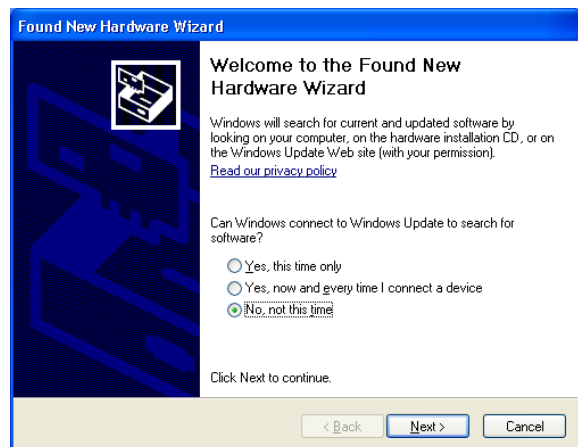 Found New Hardware Wizard
Welcome to the Found New
Hardware Wizard
Windows will search for current and updated software by
looking on your computer, on the hardware installation CD, or on
the Windows Update Web site (with your permission).
Read our privacy policy
Can Windows connect to Windows Update to search for
software?
Yes, this time only
Yes, now and every time I connect a device
No, not this time
Click Next to continue.
< Back
Next >
Cancel